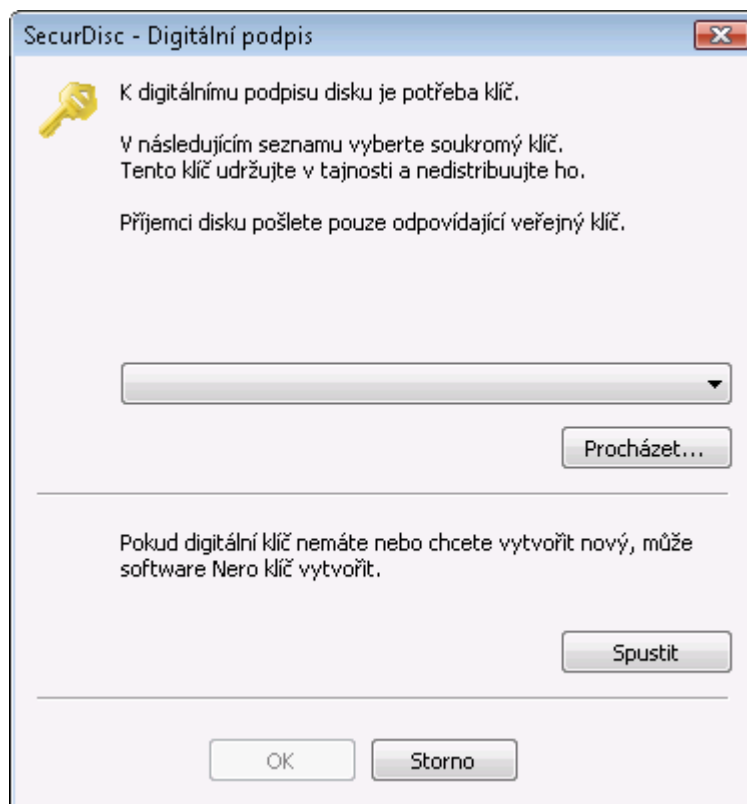 SecurDisc - Digitální podpis
K digitálnímu podpisu disku je potřeba klíč.
V následujícím seznamu vyberte soukromý klíč.
Tento klíč udržujte v tajnosti a nedistribuujte ho.
Příjemci disku pošlete pouze odpovídající veřejný klíč.
Procházet...
Pokud digitální klíč nemáte nebo chcete vytvořit nový, může
software Nero klíč vytvořit.
Spustit
OK
Storno